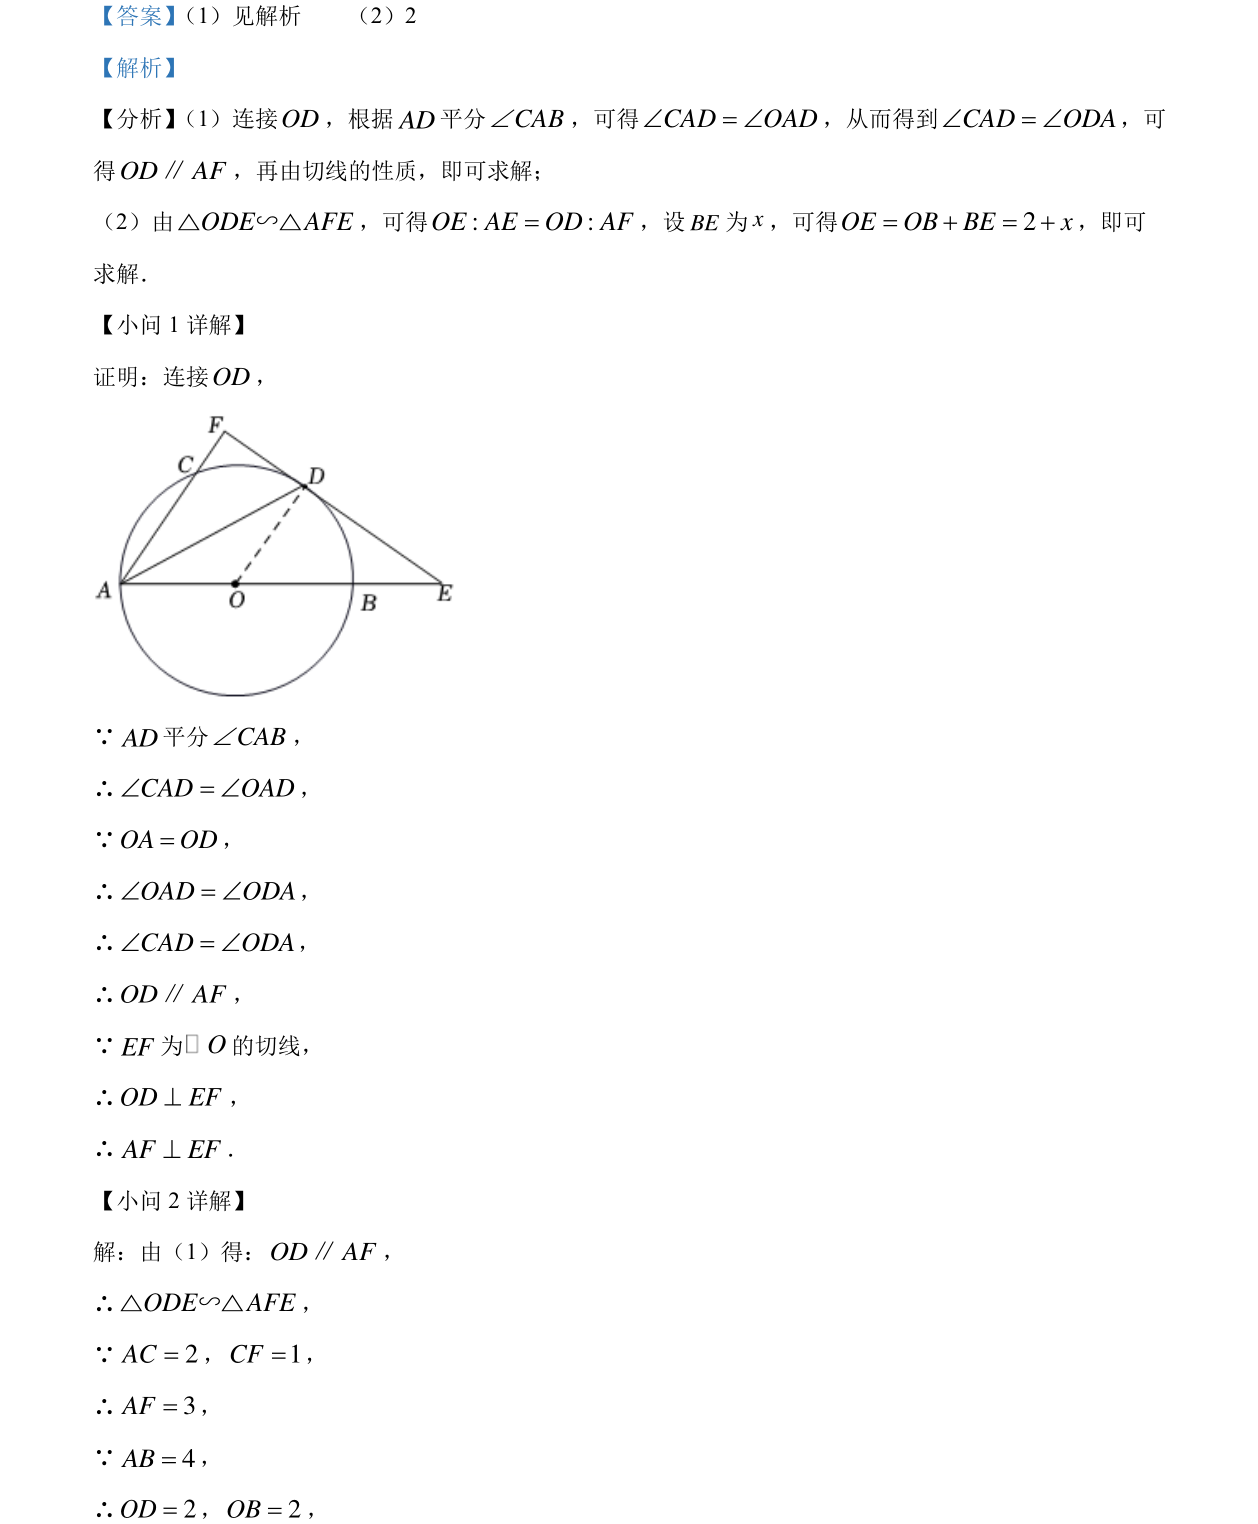 【答案】（1）见解析 （2）2
【解析】
【分析】（1）连接OD，根据AD平分∠CAB，可得∠CAD=∠OAD，从而得到∠CAD=∠ODA，可
得OD∥AF，再由切线的性质，即可求解；
（2）由△ODE∽△AFE，可得OE:AE=OD:AF，设BE为x，可得OE=OB+BE=2+x，即可
求解．
【小问1详解】
证明：连接OD，
F
C
D
A
O
B
E
∵AD平分∠CAB，
∴∠CAD=∠OAD，
∵OA=OD，
∴∠OAD=∠ODA，
∴∠CAD=∠ODA，
∴OD∥AF，
∵EF为□O的切线，
∴OD⊥EF，
∴AF⊥EF．
【小问2详解】
解：由（1）得：OD∥AF，
∴△ODE∽△AFE，
∵AC=2，CF=1，
∴AF=3，
∵AB=4，
∴OD=2，OB=2，